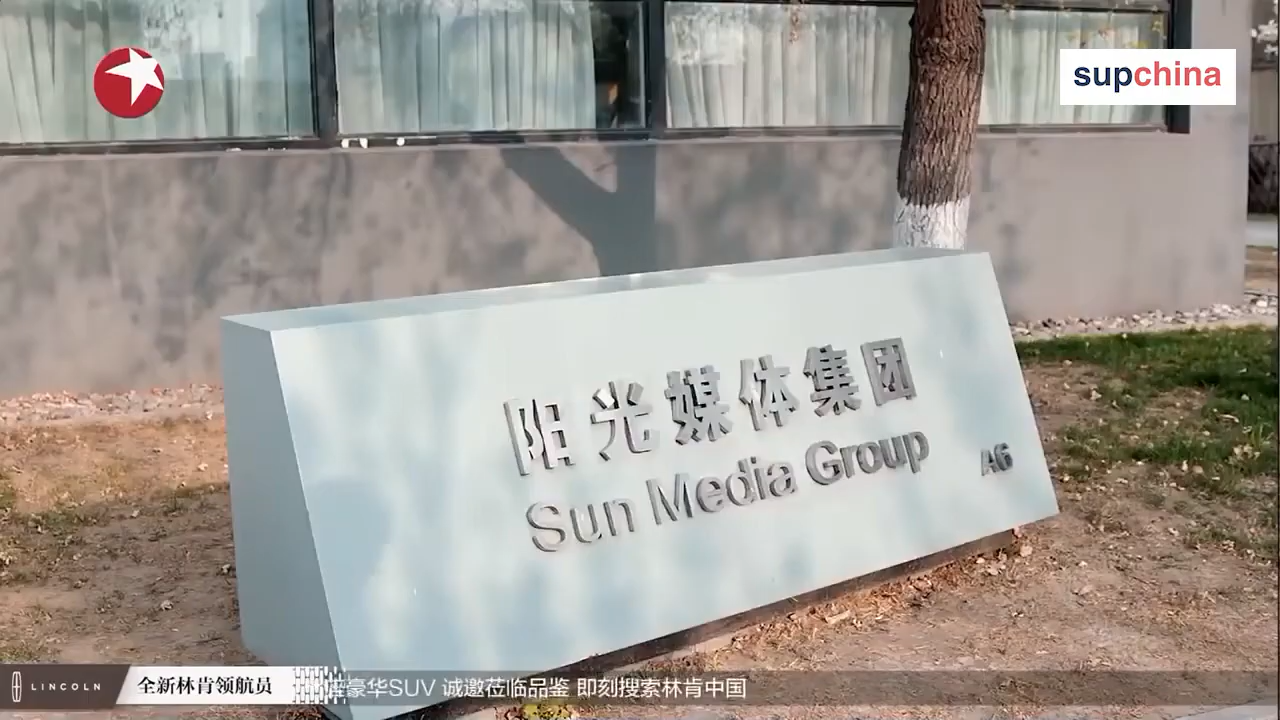 supchina
阳光媒体集团
Sun Media Group
A6
LINCOLN
全新林肯领航员
豪华SUV 诚邀莅临品鉴 即刻搜索林肯中国